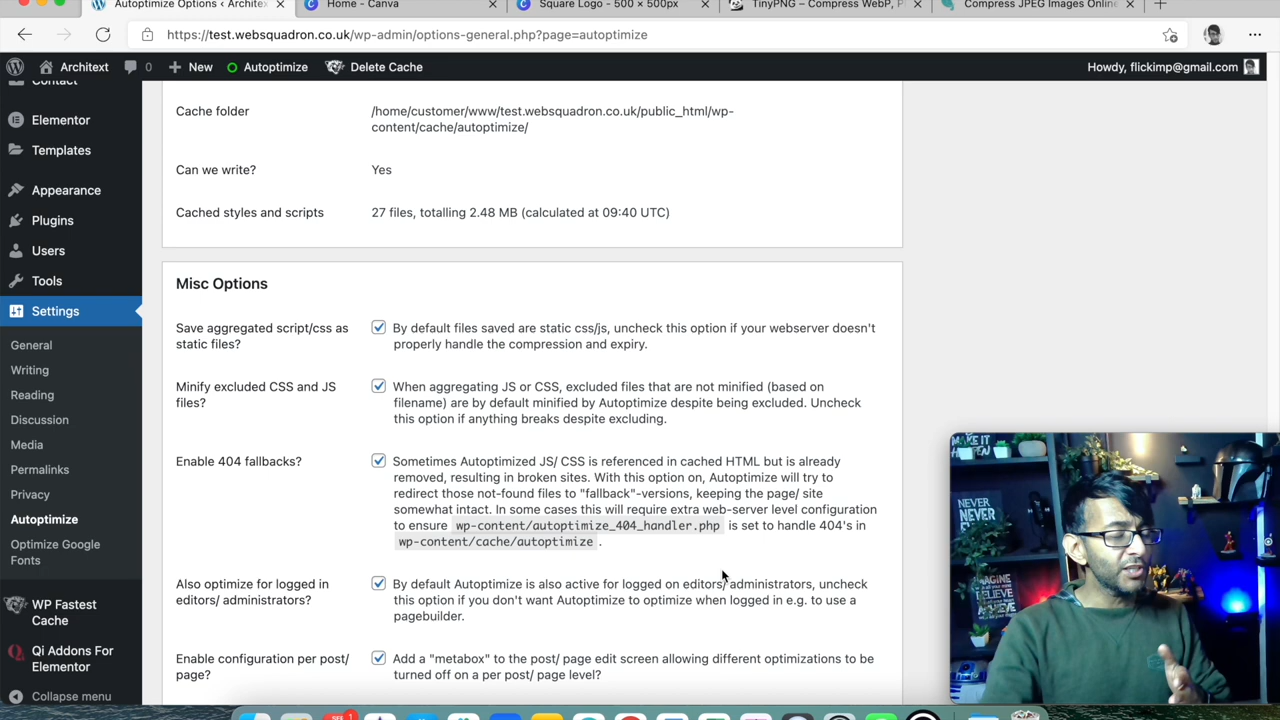 Autoptimize Options ‹ Archite
Home - Canva
Square Logo - 500 × 500px
TinyPNG – Compress WebP, P
Compress JPEG Images Online
https://test.websquadron.co.uk/wp-admin/options-general.php?page=autoptimize
Architext
0
New
Autoptimize
Delete Cache
Howdy, flickimp@gmail.com
Contact
Elementor
Templates
Appearance
Plugins
Users
Tools
Settings
General
Writing
Reading
Discussion
Media
Permalinks
Privacy
Autoptimize
Optimize Google
Fonts
WP Fastest
Cache
Qi Addons For
Elementor
Collapse menu
Cache folder
/home/customer/www/test.websquadron.co.uk/public_html/wp-
content/cache/autoptimize/
Can we write?
Yes
Cached styles and scripts
27 files, totalling 2.48 MB (calculated at 09:40 UTC)
Misc Options
Save aggregated script/css as
static files?
By default files saved are static css/js, uncheck this option if your webserver doesn't
properly handle the compression and expiry.
Minify excluded CSS and JS
files?
When aggregating JS or CSS, excluded files that are not minified (based on
filename) are by default minified by Autoptimize despite being excluded. Uncheck
this option if anything breaks despite excluding.
Enable 404 fallbacks?
Sometimes Autoptimized JS/ CSS is referenced in cached HTML but is already
removed, resulting in broken sites. With this option on, Autoptimize will try to
redirect those not-found files to "fallback"-versions, keeping the page/ site
somewhat intact. In some cases this will require extra web-server level configuration
to ensure wp-content/autoptimize_404_handler.php is set to handle 404's in
wp-content/cache/autoptimize .
Also optimize for logged in
editors/ administrators?
By default Autoptimize is also active for logged on editors/ administrators, uncheck
this option if you don't want Autoptimize to optimize when logged in e.g. to use a
pagebuilder.
Enable configuration per post/
page?
Add a "metabox" to the post/ page edit screen allowing different optimizations to be
turned off on a per post/ page level?
MAKE IT
NEVER
NEVER
IMAGINE
BELIEVE
ACHIEVE